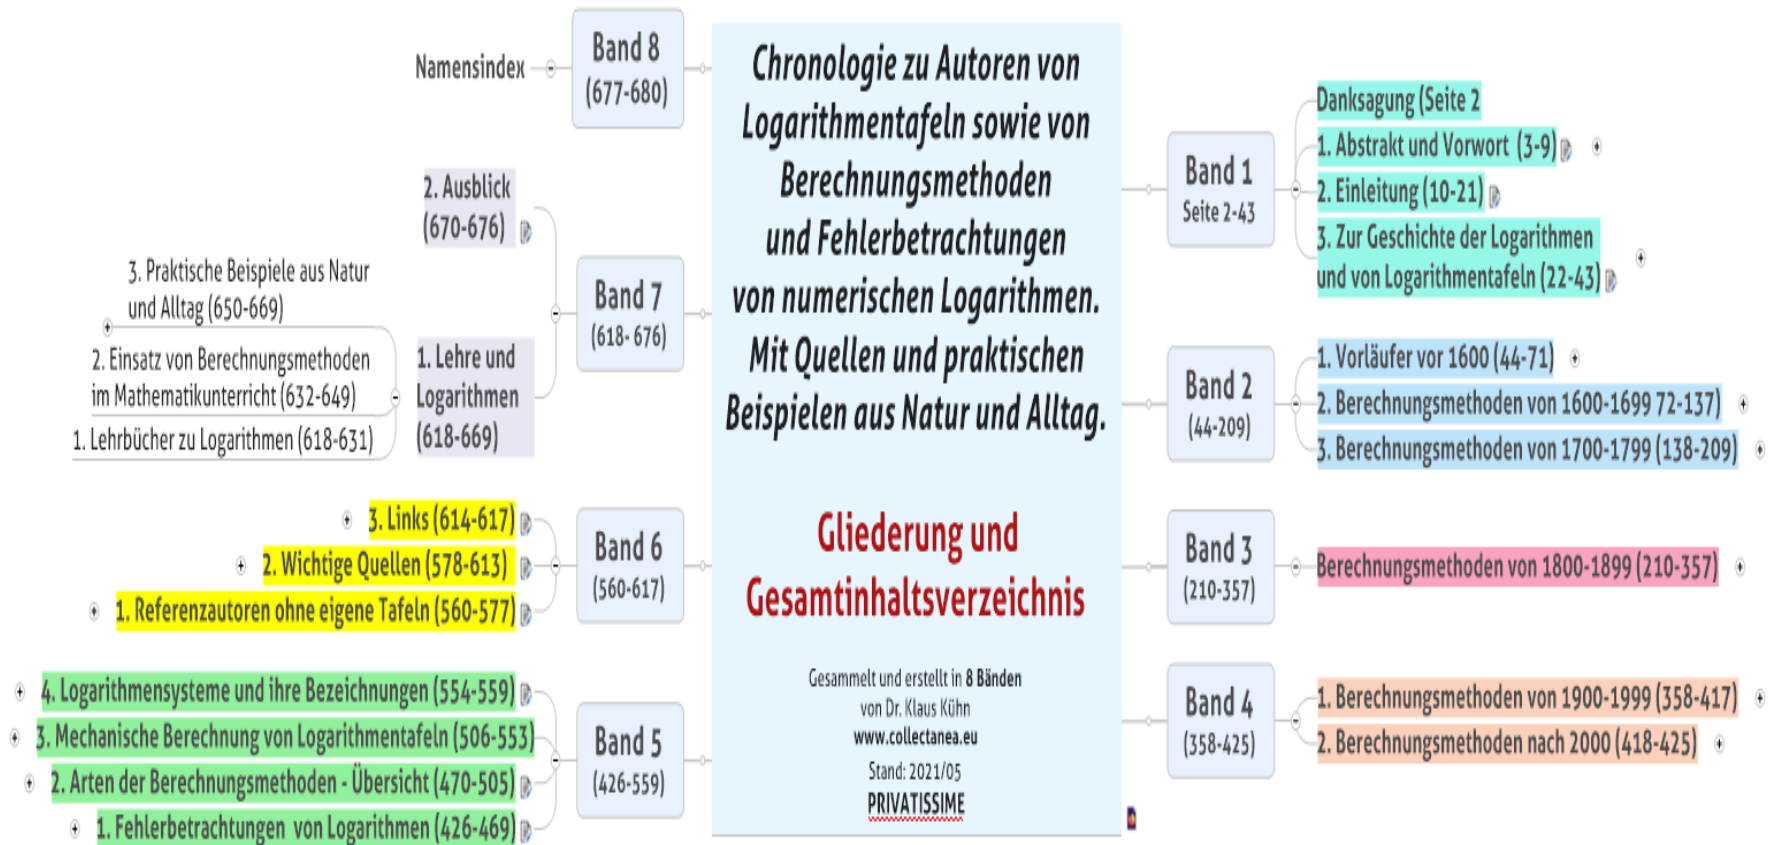 Chronologie zu Autoren von
Logarithmentafeln sowie von
Berechnungsmethoden
und Fehlerbetrachtungen
von numerischen Logarithmen.
Mit Quellen und praktischen
Beispielen aus Natur und Alltag.
Gliederung und
Gesamtinhaltsverzeichnis
Gesammelt und erstellt in 8 Bänden
von Dr. Klaus Kühn
www.collectanea.eu
Stand: 2021/05
PRIVATISSIME
Band 1
Seite 2-43
Danksagung (Seite 2
1. Abstrakt und Vorwort (3-9)
2. Einleitung (10-21)
3. Zur Geschichte der Logarithmen
und von Logarithmentafeln (22-43)
Band 2
(44-209)
1. Vorläufer vor 1600 (44-71)
2. Berechnungsmethoden von 1600-1699 72-137)
3. Berechnungsmethoden von 1700-1799 (138-209)
Band 3
(210-357)
Berechnungsmethoden von 1800-1899 (210-357)
Band 4
(358-425)
1. Berechnungsmethoden von 1900-1999 (358-417)
2. Berechnungsmethoden nach 2000 (418-425)
Band 5
(426-559)
4. Logarithmensysteme und ihre Bezeichnungen (554-559)
3. Mechanische Berechnung von Logarithmentafeln (506-553)
2. Arten der Berechnungsmethoden - Übersicht (470-505)
1. Fehlerbetrachtungen von Logarithmen (426-469)
Band 6
(560-617)
3. Links (614-617)
2. Wichtige Quellen (578-613)
1. Referenzautoren ohne eigene Tafeln (560-577)
Band 7
(618- 676)
2. Ausblick
(670-676)
1. Lehre und
Logarithmen
(618-669)
3. Praktische Beispiele aus Natur
und Alltag (650-669)
2. Einsatz von Berechnungsmethoden
im Mathematikunterricht (632-649)
1. Lehrbücher zu Logarithmen (618-631)
Band 8
(677-680)
Namensindex